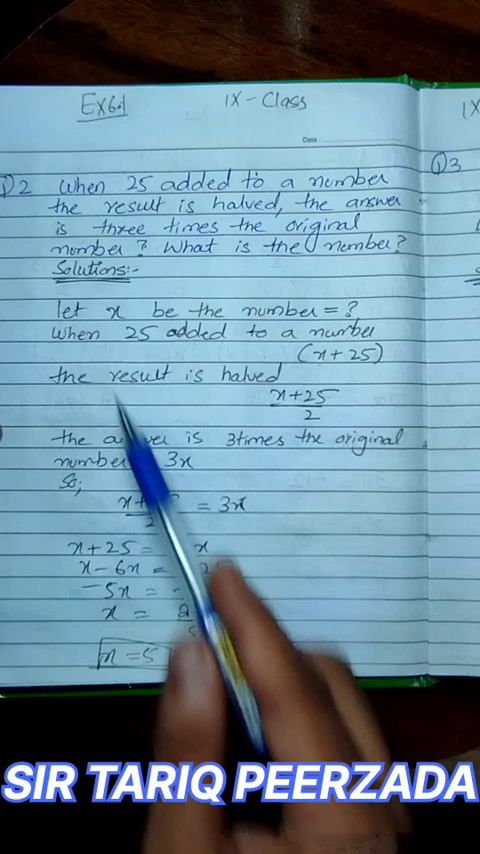 Ex6.1 IX - Class
Date :
Q2 When 25 added to a number
the result is halved, the answer
is three times the original
number? What is the number?
Solutions:-
let x be the number = ?
When 25 added to a number
(x + 25)
the result is halved
x+25
2
the is 3times the original
number 3x
So;
= 3x
x + 25 = x
x - 6x =
-5x = -
x =
x = 5
Q3
IX
SIR TARIQ PEERZADA